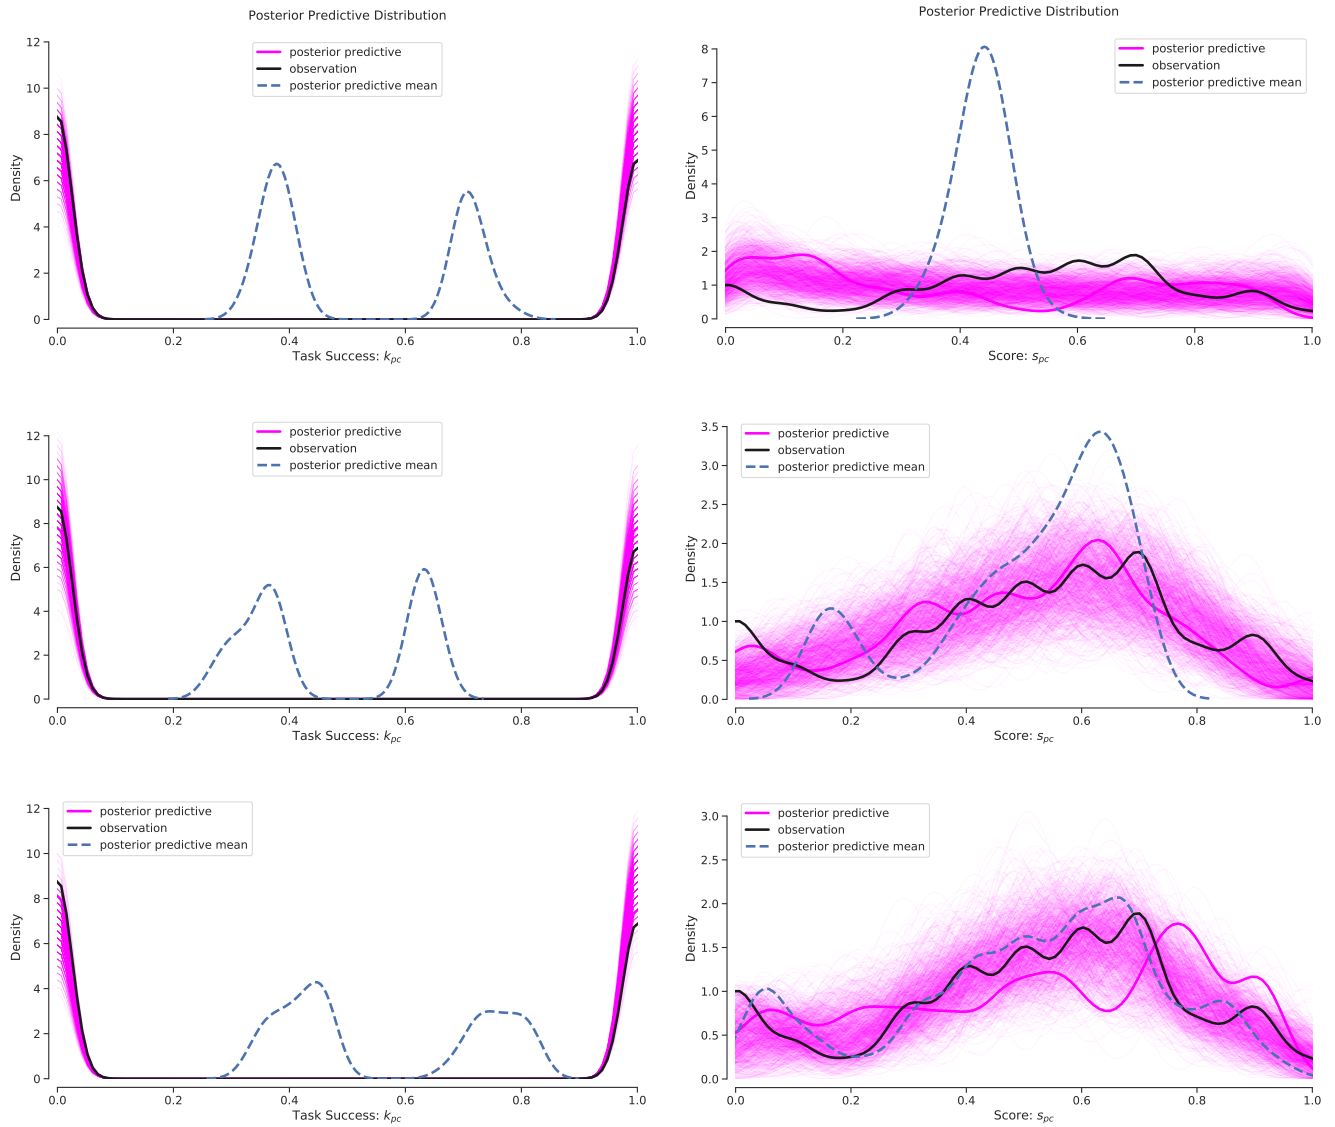 Posterior Predictive Distribution
posterior predictive
observation
posterior predictive mean
12
10
8
6
4
2
0
Density
0.0 0.2 0.4 0.6 0.8 1.0
Task Success: kpc
Posterior Predictive Distribution
posterior predictive
observation
posterior predictive mean
8
7
6
5
4
3
2
1
0
Density
0.0 0.2 0.4 0.6 0.8 1.0
Score: spc
posterior predictive
observation
posterior predictive mean
12
10
8
6
4
2
0
Density
0.0 0.2 0.4 0.6 0.8 1.0
Task Success: kpc
posterior predictive
observation
posterior predictive mean
3.5
3.0
2.5
2.0
1.5
1.0
0.5
0.0
Density
0.0 0.2 0.4 0.6 0.8 1.0
Score: spc
posterior predictive
observation
posterior predictive mean
12
10
8
6
4
2
0
Density
0.0 0.2 0.4 0.6 0.8 1.0
Task Success: kpc
posterior predictive
observation
posterior predictive mean
3.0
2.5
2.0
1.5
1.0
0.5
0.0
Density
0.0 0.2 0.4 0.6 0.8 1.0
Score: spc